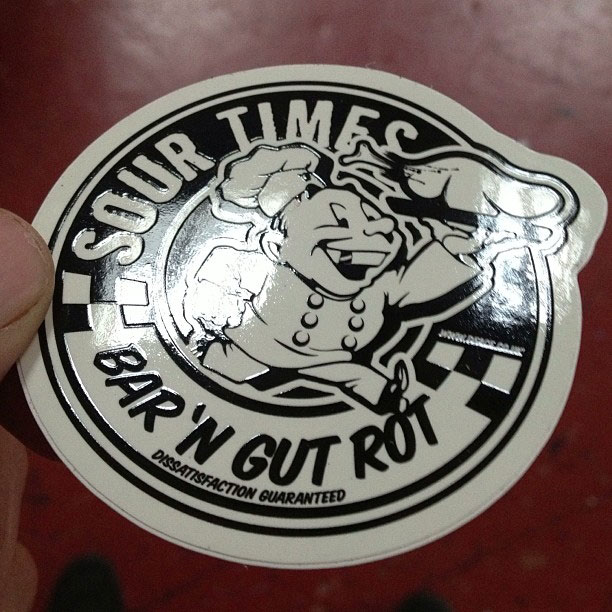 SOUR TIMES
BAR 'N GUT ROT
DISSATISFACTION GUARANTEED